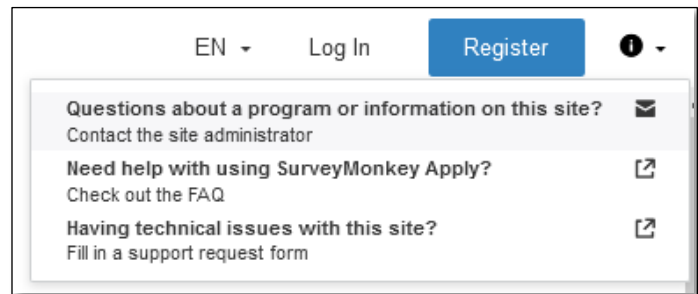 EN Log In Register
Questions about a program or information on this site?
Contact the site administrator
Need help with using SurveyMonkey Apply?
Check out the FAQ
Having technical issues with this site?
Fill in a support request form